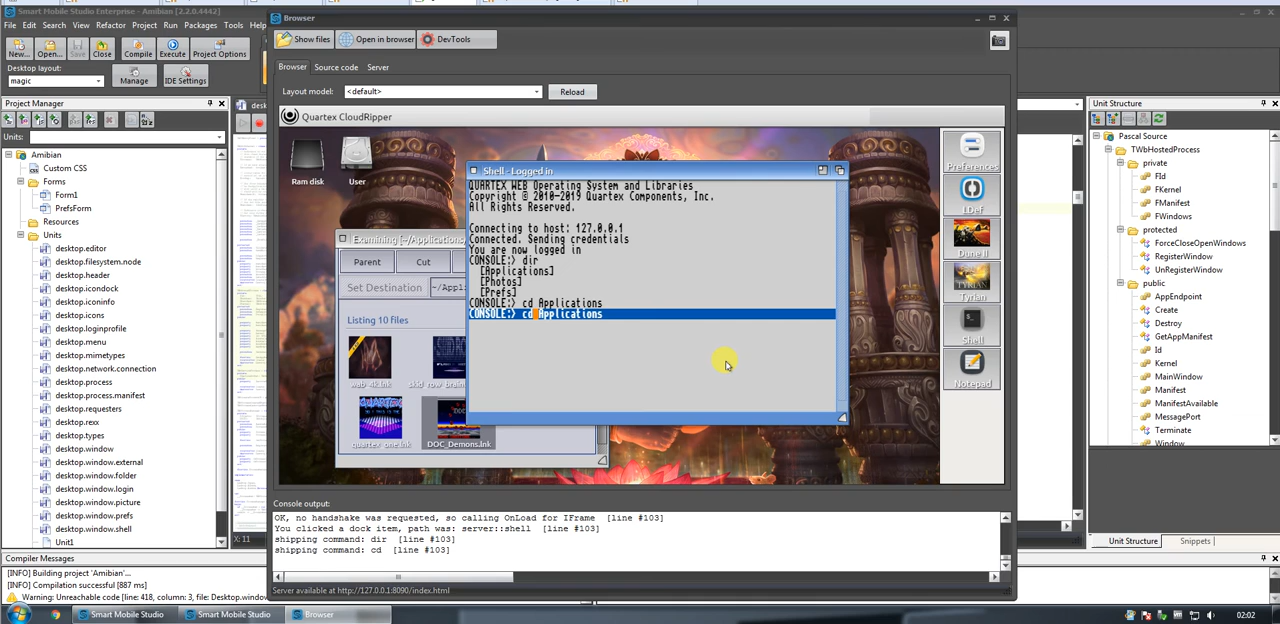 Smart Mobile Studio Enterprise - Amibian [2.2.0.4442]
File Edit Search View Refactor Project Run Packages Tools Help
New... Open... Save Close Compile Execute Project Options
Desktop layout:
magic
Manage IDE Settings
Project Manager
Units:
Amibian
Custom CSS
Forms
Form1
PrefsForm
Resources
Units
desktop.editor
desktop.filesystem.node
desktop.header
desktop.icondock
desktop.iconinfo
desktop.icons
desktop.loginprofile
desktop.menu
desktop.mimetypes
desktop.network.connection
desktop.process
desktop.process.manifest
desktop.requesters
desktop.rexx
desktop.types
desktop.window
desktop.window.external
desktop.window.folder
desktop.window.login
desktop.window.picture
desktop.window.prefs
desktop.window.shell
Unit1
X: 11
Browser
Show files Open in browser DevTools
Browser Source code Server
Layout model: <default> Reload
Quartex CloudRipper
Ram disk User
Examining [~/Applications/
Parent Cut
Set Destination ~/Appli
Listing 10 files
quartex_one.lnk DOC_Demons.lnk
Shell - Logged in
QUARTEX WEB Operating System and Libraries
Copyright © 2010-2019 Quartex Components, Inc.
All Rights Reserved.
Connecting to host: 127.0.0.1
Connected. Sending credentials
You are now logged in
CONSOLE:> dir
[Applications]
[Photos]
[Prefs]
CONSOLE:> cd Applications
CONSOLE:> cd Applications
Preferences
Dune II
Tyrian
Shell
Notepad
Console output:
OK, no handshake was requested, so calling OnLoad for IFrame [line #103]
You clicked a dock item, path was: server::shell [line #103]
shipping command: dir [line #103]
shipping command: cd [line #103]
Server available at http://127.0.0.1:8090/index.html
Unit Structure
Pascal Source
TWbHostedProcess
private
FId
FKernel
FManifest
FWindows
protected
ForceCloseOpenWindows
RegisterWindow
UnRegisterWindow
public
AppEndpoint
Create
Destroy
GetAppManifest
Id
Kernel
MainWindow
Manifest
ManifestAvailable
MessagePort
Terminate
Window
Unit Structure Snippets
Compiler Messages
[INFO] Building project 'Amibian'...
[INFO] Compilation successful [887 ms]
Warning: Unreachable code [line: 418, column: 3, file: Desktop.window
Smart Mobile Studio Smart Mobile Studio Browser 02:02